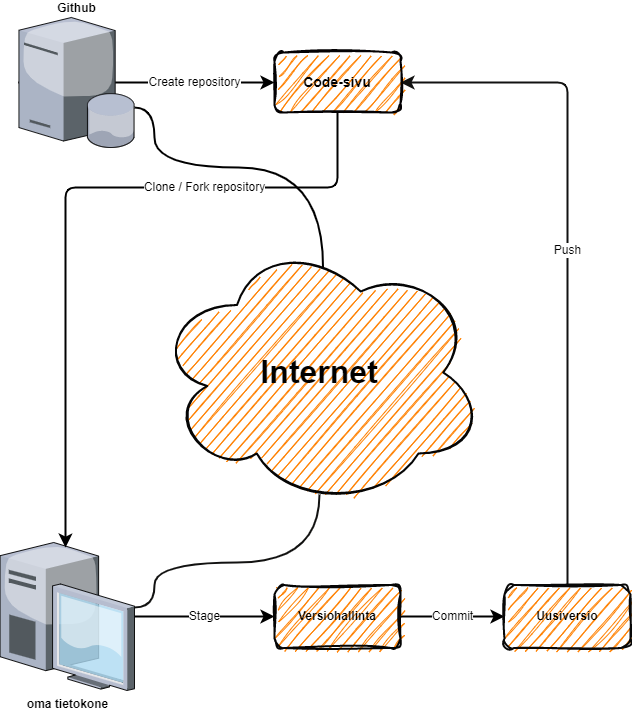 Github
Create repository
Code-sivu
Clone / Fork repository
Push
Internet
Stage
Versiohallinta
Commit
Uusiversio
oma tietokone